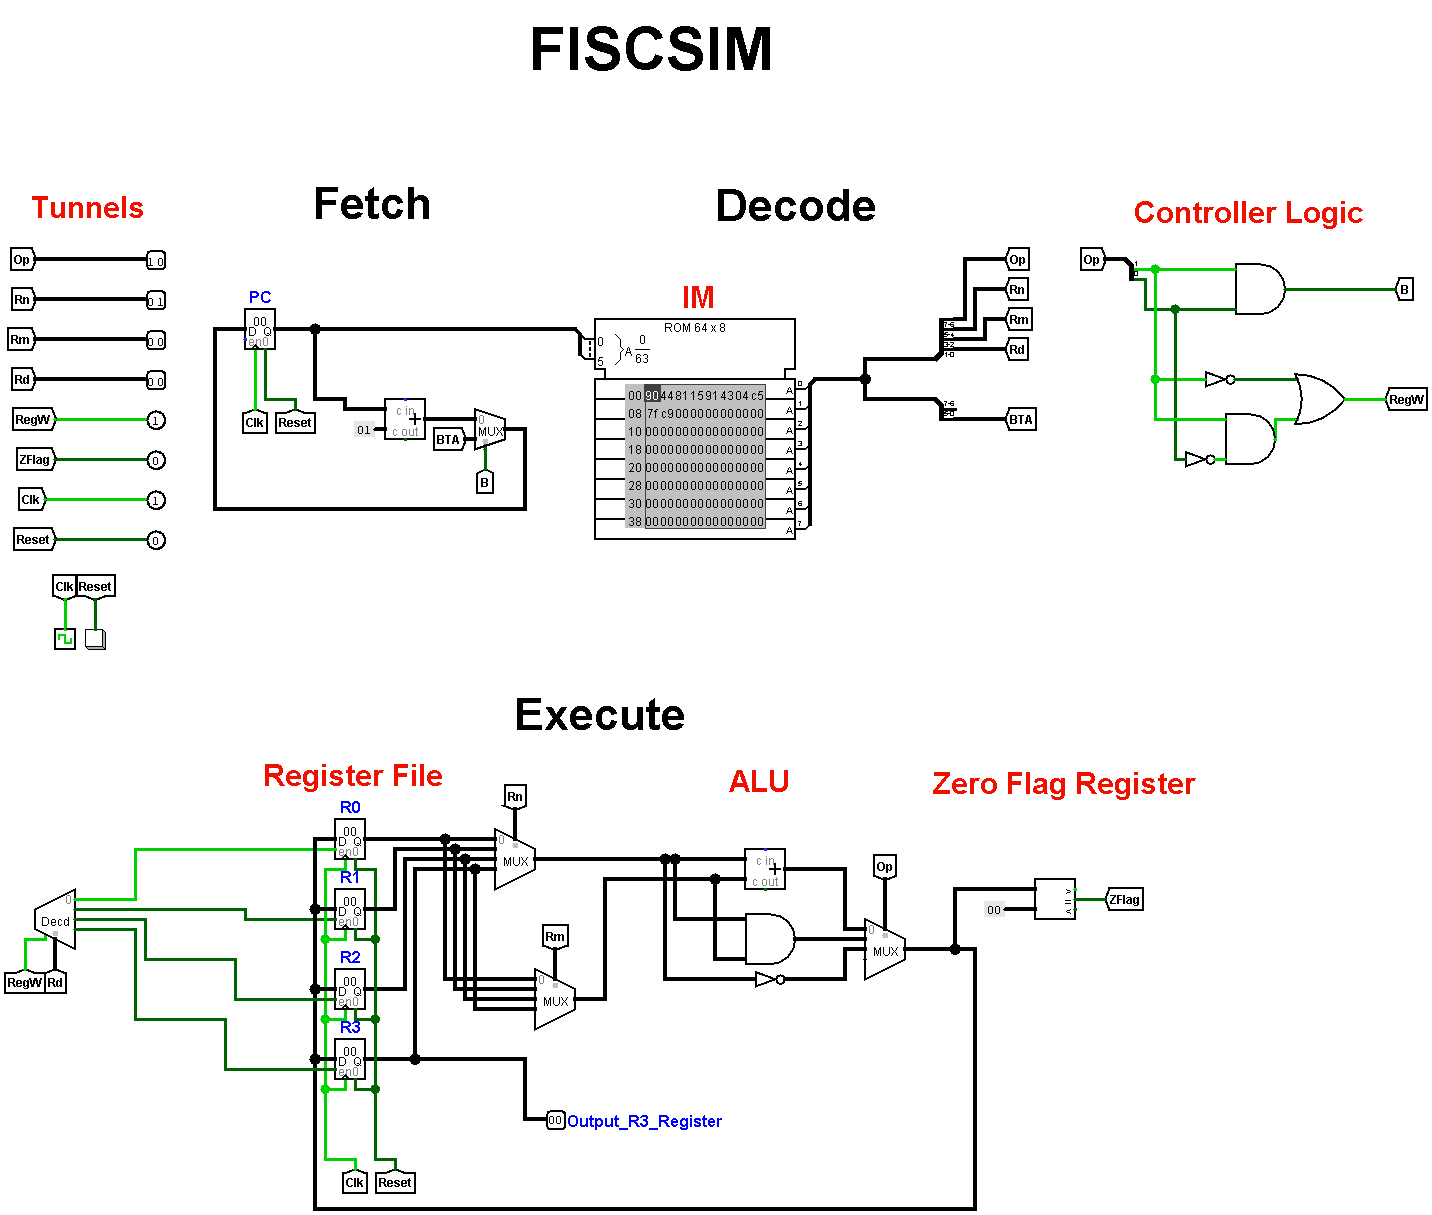 FISCSIM
Tunnels
Fetch
Decode
Controller Logic
Op
1 0
Rn
0 1
Rm
0 0
Rd
0 0
RegW
1
ZFlag
0
Clk
1
Reset
0
Clk
Reset
PC
00
D Q
en0
Clk
Reset
c in
+
c out
01
BTA
0
MUX
B
IM
ROM 64 x 8
0
5
A 0
63
00 90 44 81 15 91 43 04 c5
08 7f c9 00 00 00 00 00 00
10 00 00 00 00 00 00 00 00
18 00 00 00 00 00 00 00 00
20 00 00 00 00 00 00 00 00
28 00 00 00 00 00 00 00 00
30 00 00 00 00 00 00 00 00
38 00 00 00 00 00 00 00 00
A 0
A 1
A 2
A 3
A 4
A 5
A 6
A 7
Op
Rn
Rm
Rd
7-6
5-4
3-2
1-0
7-6
BTA
Op
1
0
B
RegW
Execute
Register File
ALU
Zero Flag Register
R0
00
D Q
en0
R1
00
D Q
en0
R2
00
D Q
en0
R3
00
D Q
en0
0
Decd
RegW
Rd
Rn
0
MUX
Rm
0
MUX
c in
+
c out
Op
0
MUX
00
>
=
<
ZFlag
00
Output_R3_Register
Clk
Reset